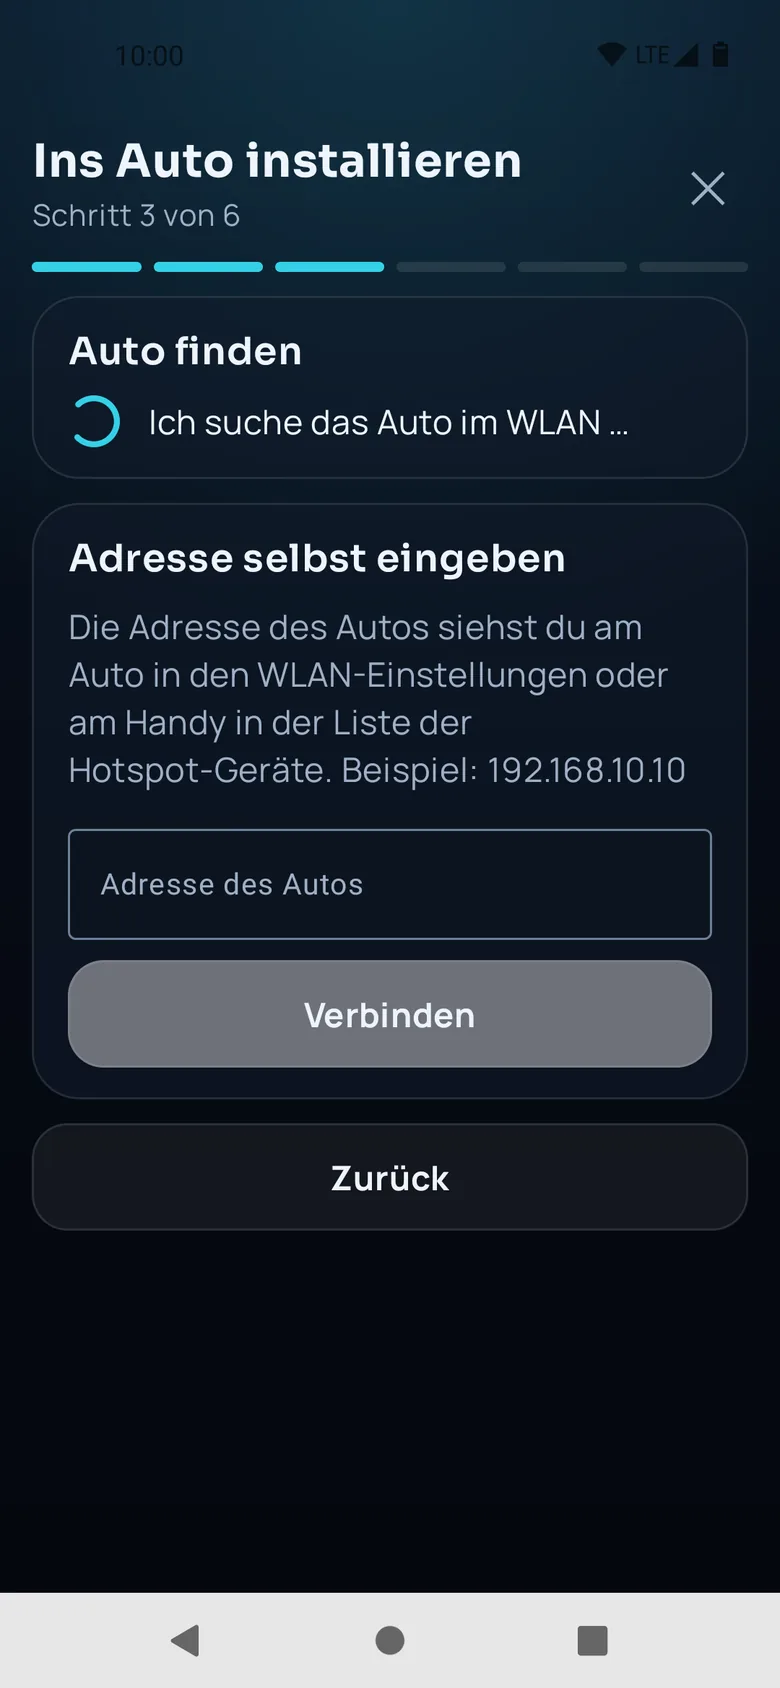 10:00
LTE
Ins Auto installieren
Schritt 3 von 6
Auto finden
Ich suche das Auto im WLAN …
Adresse selbst eingeben
Die Adresse des Autos siehst du am
Auto in den WLAN-Einstellungen oder
am Handy in der Liste der
Hotspot-Geräte. Beispiel: 192.168.10.10
Adresse des Autos
Verbinden
Zurück